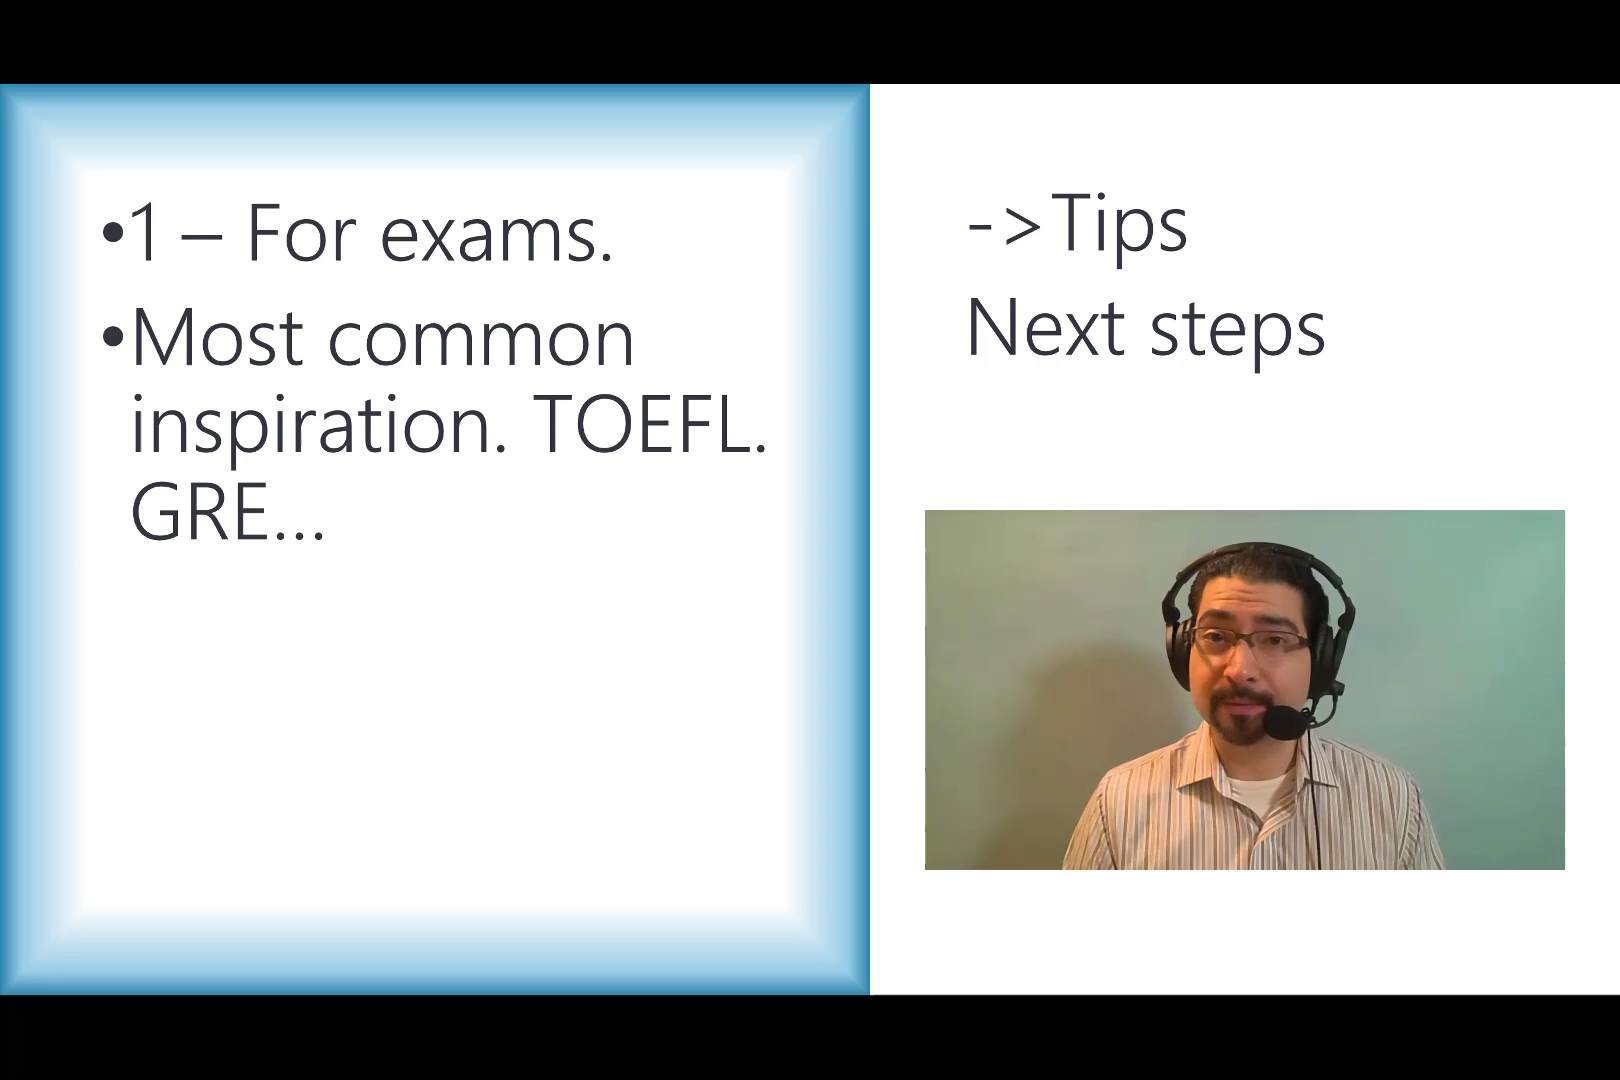 •1 – For exams.
•Most common
inspiration. TOEFL.
GRE...
->Tips
Next steps